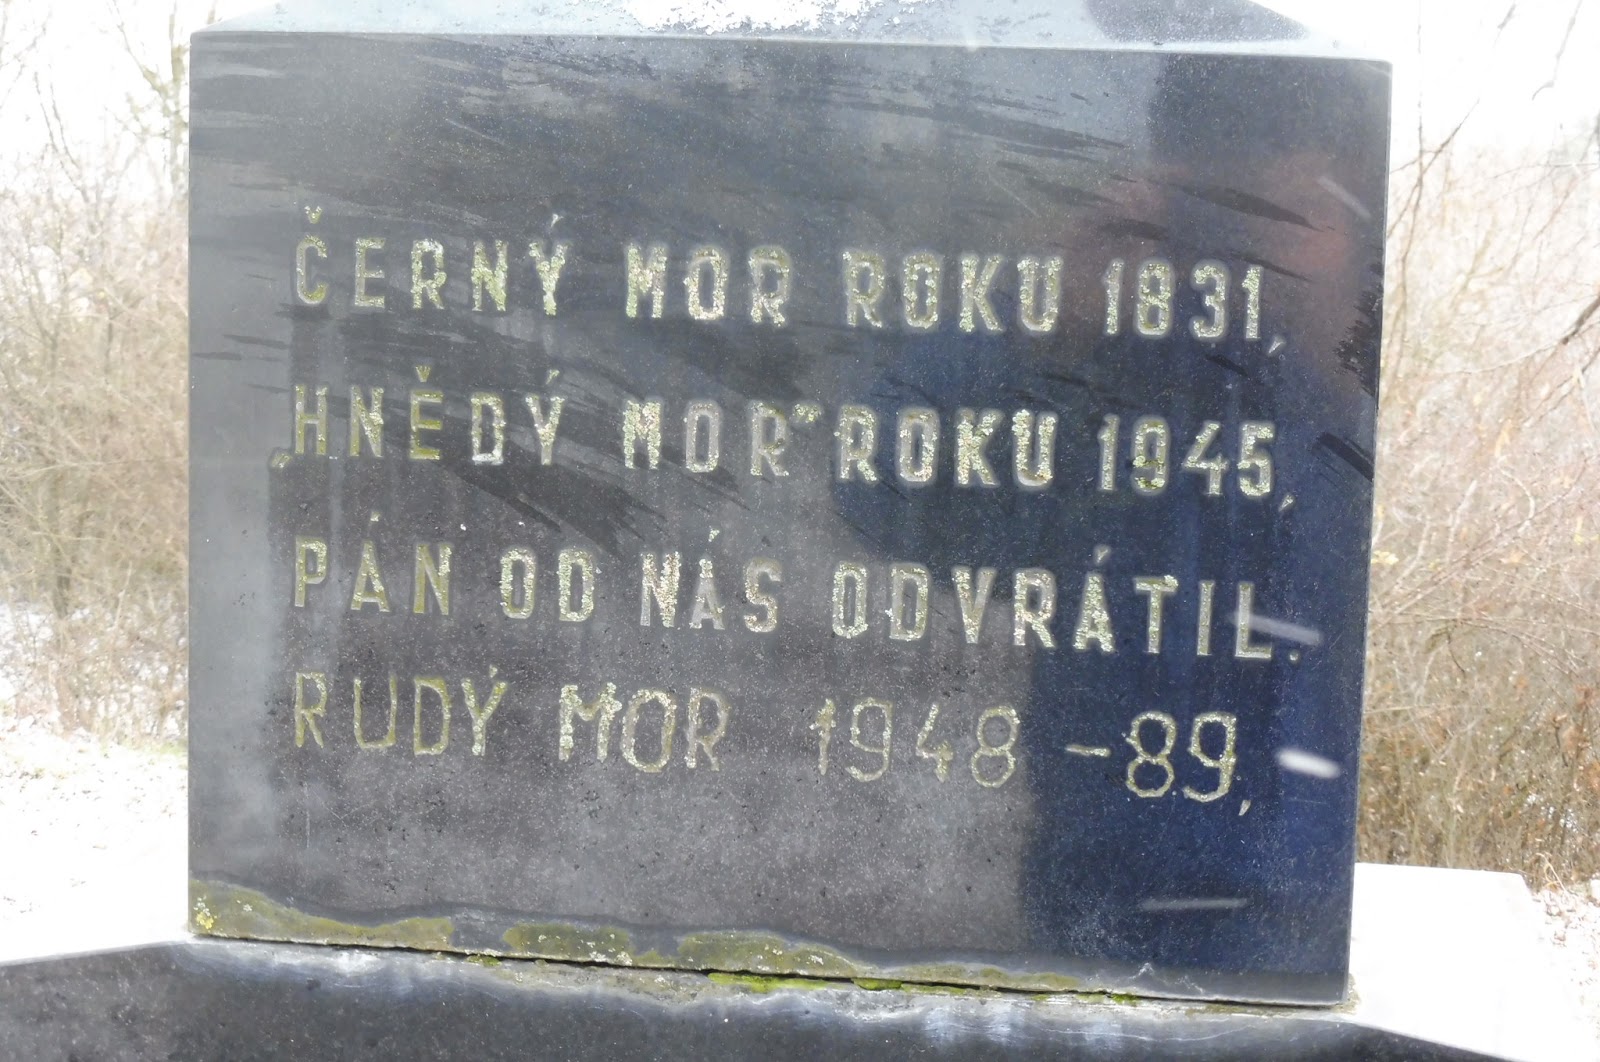 ČERNÝ MOR ROKU 1831,
„HNĚDÝ MOR" ROKU 1945,
PÁN OD NÁS ODVRÁTIL.
RUDÝ MOR 1948-89,